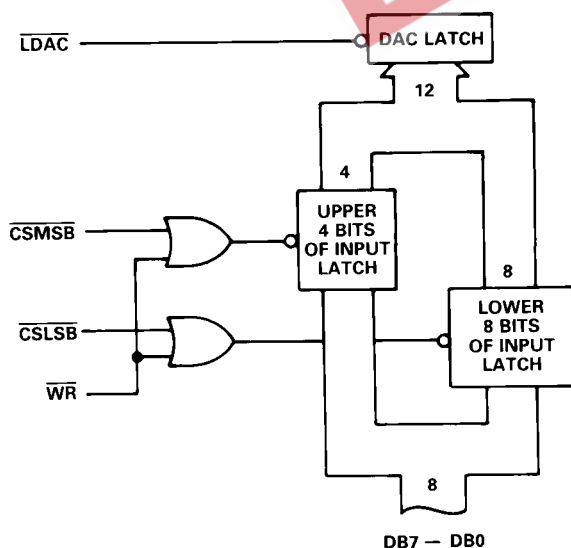 LDAC
DAC LATCH
12
4
CSMSB
UPPER
4 BITS
OF INPUT
LATCH
8
CSLSB
LOWER
8 BITS
OF INPUT
LATCH
WR
8
DB7 — DB0